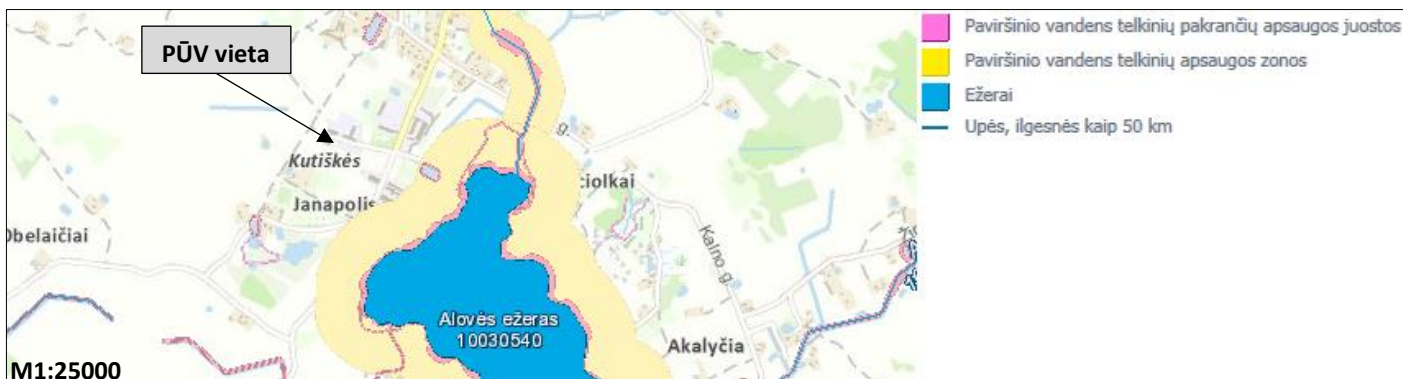 PŪV vieta
g.
Kutiškės
čiolkai
Janapolis
Obelaičiai
Kalno g.
Alovės ežeras
10030540
Akalyčia
M1:25000
Paviršinio vandens telkinių pakrančių apsaugos juostos
Paviršinio vandens telkinių apsaugos zonos
Ežerai
Upės, ilgesnės kaip 50 km